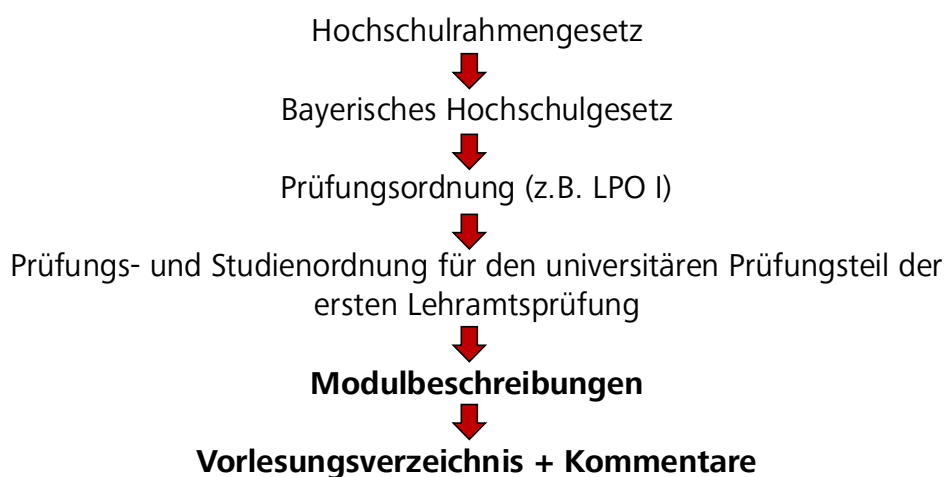 Hochschulrahmengesetz
Bayerisches Hochschulgesetz
Prüfungsordnung (z.B. LPO I)
Prüfungs- und Studienordnung für den universitären Prüfungsteil der
ersten Lehramtsprüfung
Modulbeschreibungen
Vorlesungsverzeichnis + Kommentare